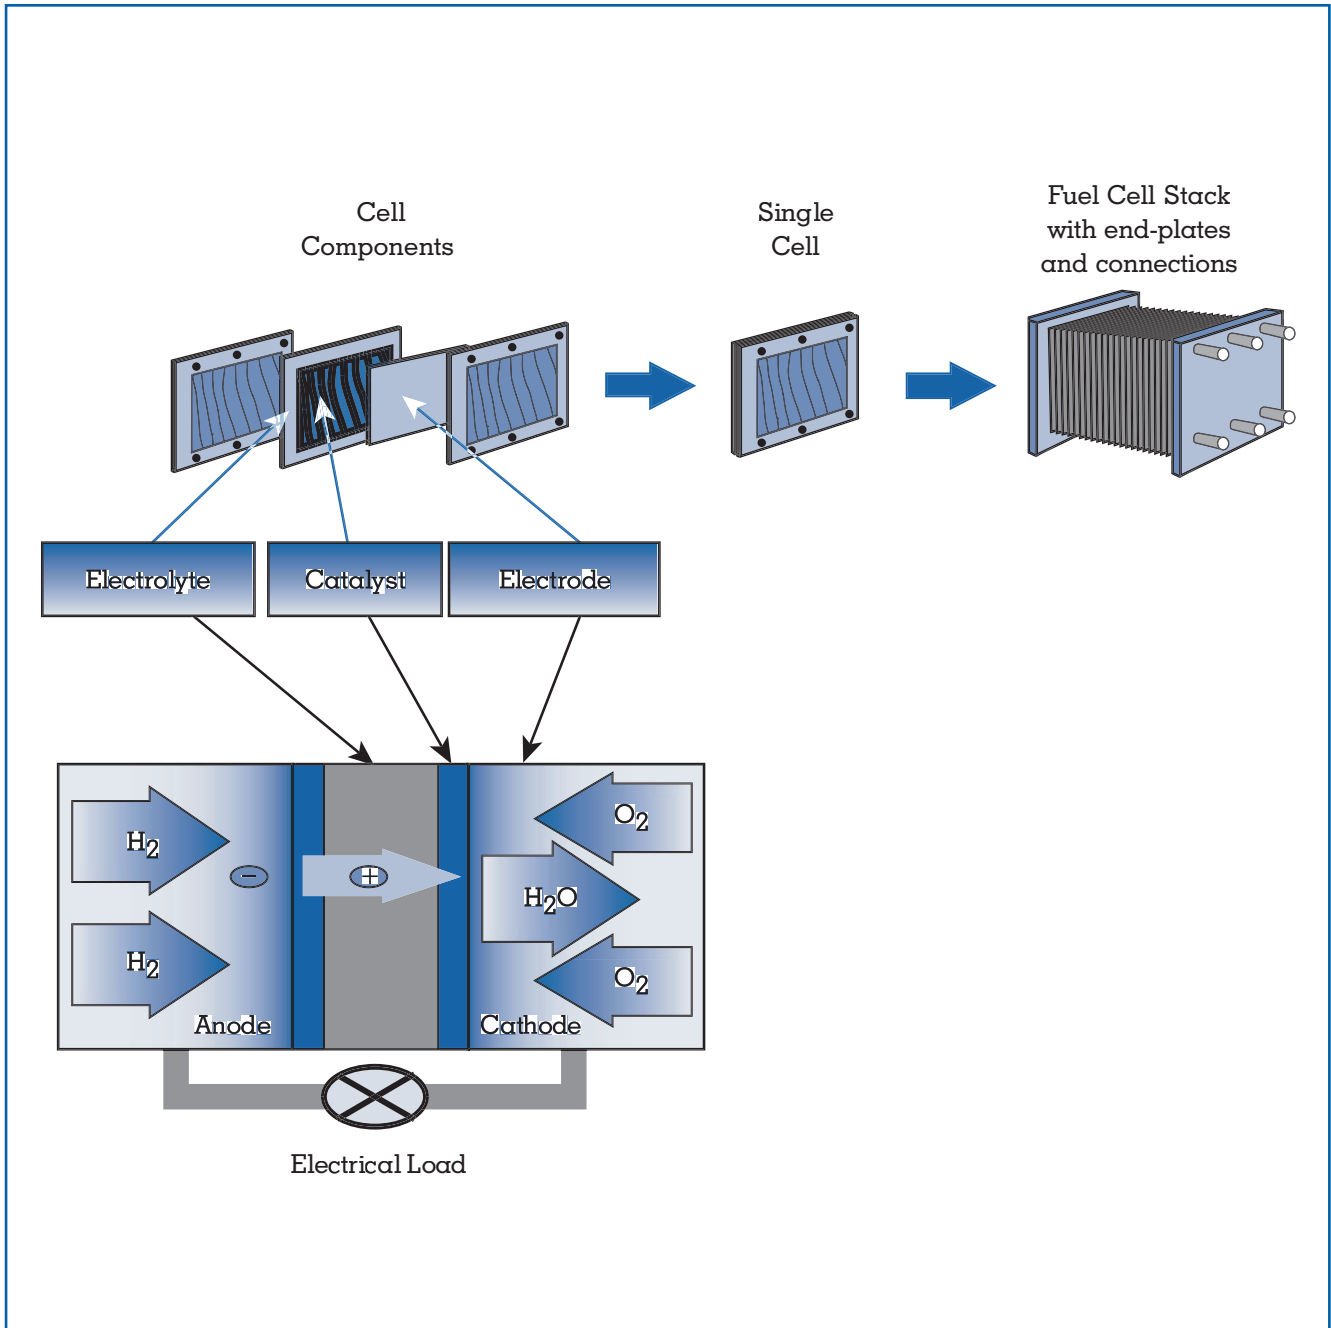 Cell
Components
Single
Cell
Fuel Cell Stack
with end-plates
and connections
Electrolyte
Catalyst
Electrode
H2
O2
− +
H2O
H2
O2
Anode
Cathode
Electrical Load